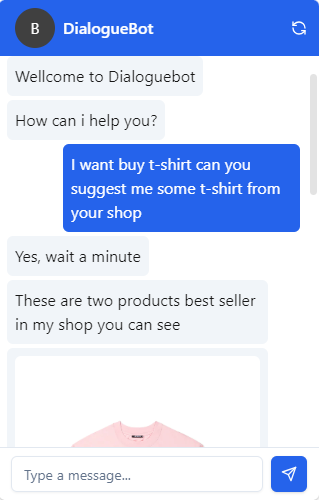 B DialogueBot
Wellcome to Dialoguebot
How can i help you?
I want buy t-shirt can you
suggest me some t-shirt from
your shop
Yes, wait a minute
These are two products best seller
in my shop you can see
Type a message...